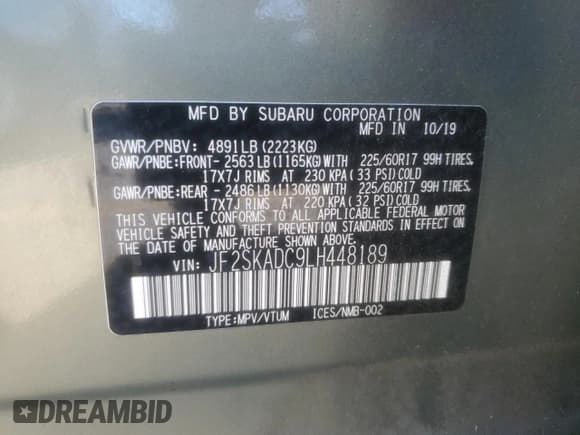 MFD BY SUBARU CORPORATION
MFD IN 10/19
GVWR/PNBV: 4891LB(2223KG)
GAWR/PNBE:FRONT- 2563LB(1165KG)WITH 225/60R17 99H TIRES,
17X7J RIMS AT 230 KPA(33 PSI)COLD
GAWR/PNBE:REAR - 2486LB(1130KG)WITH 225/60R17 99H TIRES,
17X7J RIMS AT 220 KPA(32 PSI)COLD
THIS VEHICLE CONFORMS TO ALL APPLICABLE FEDERAL MOTOR
VEHICLE SAFETY AND THEFT PREVENTION STANDARDS IN EFFECT ON
THE DATE OF MANUFACTURE SHOWN ABOVE.
VIN: JF2SKADC9LH448189
TYPE:MPV/VTUM ICES/NMB-002
DREAMBID